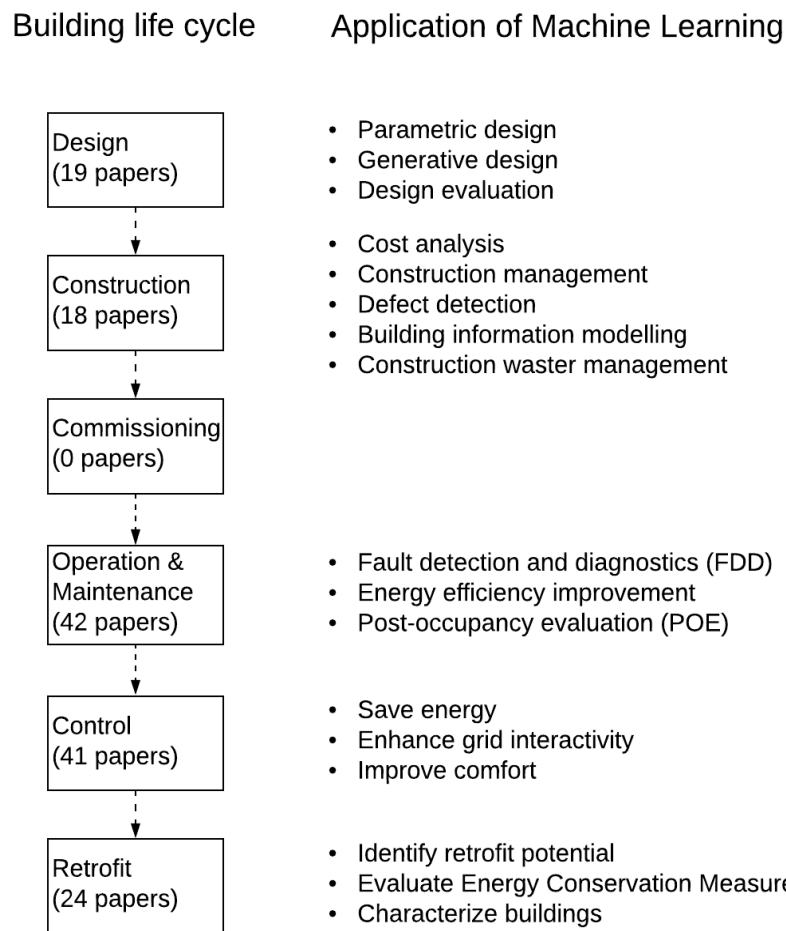 Building life cycle
Application of Machine Learning
Design
(19 papers)
• Parametric design
• Generative design
• Design evaluation
Construction
(18 papers)
• Cost analysis
• Construction management
• Defect detection
• Building information modelling
• Construction waster management
Commissioning
(0 papers)
Operation &
Maintenance
(42 papers)
• Fault detection and diagnostics (FDD)
• Energy efficiency improvement
• Post-occupancy evaluation (POE)
Control
(41 papers)
• Save energy
• Enhance grid interactivity
• Improve comfort
Retrofit
(24 papers)
• Identify retrofit potential
• Evaluate Energy Conservation Measure
• Characterize buildings